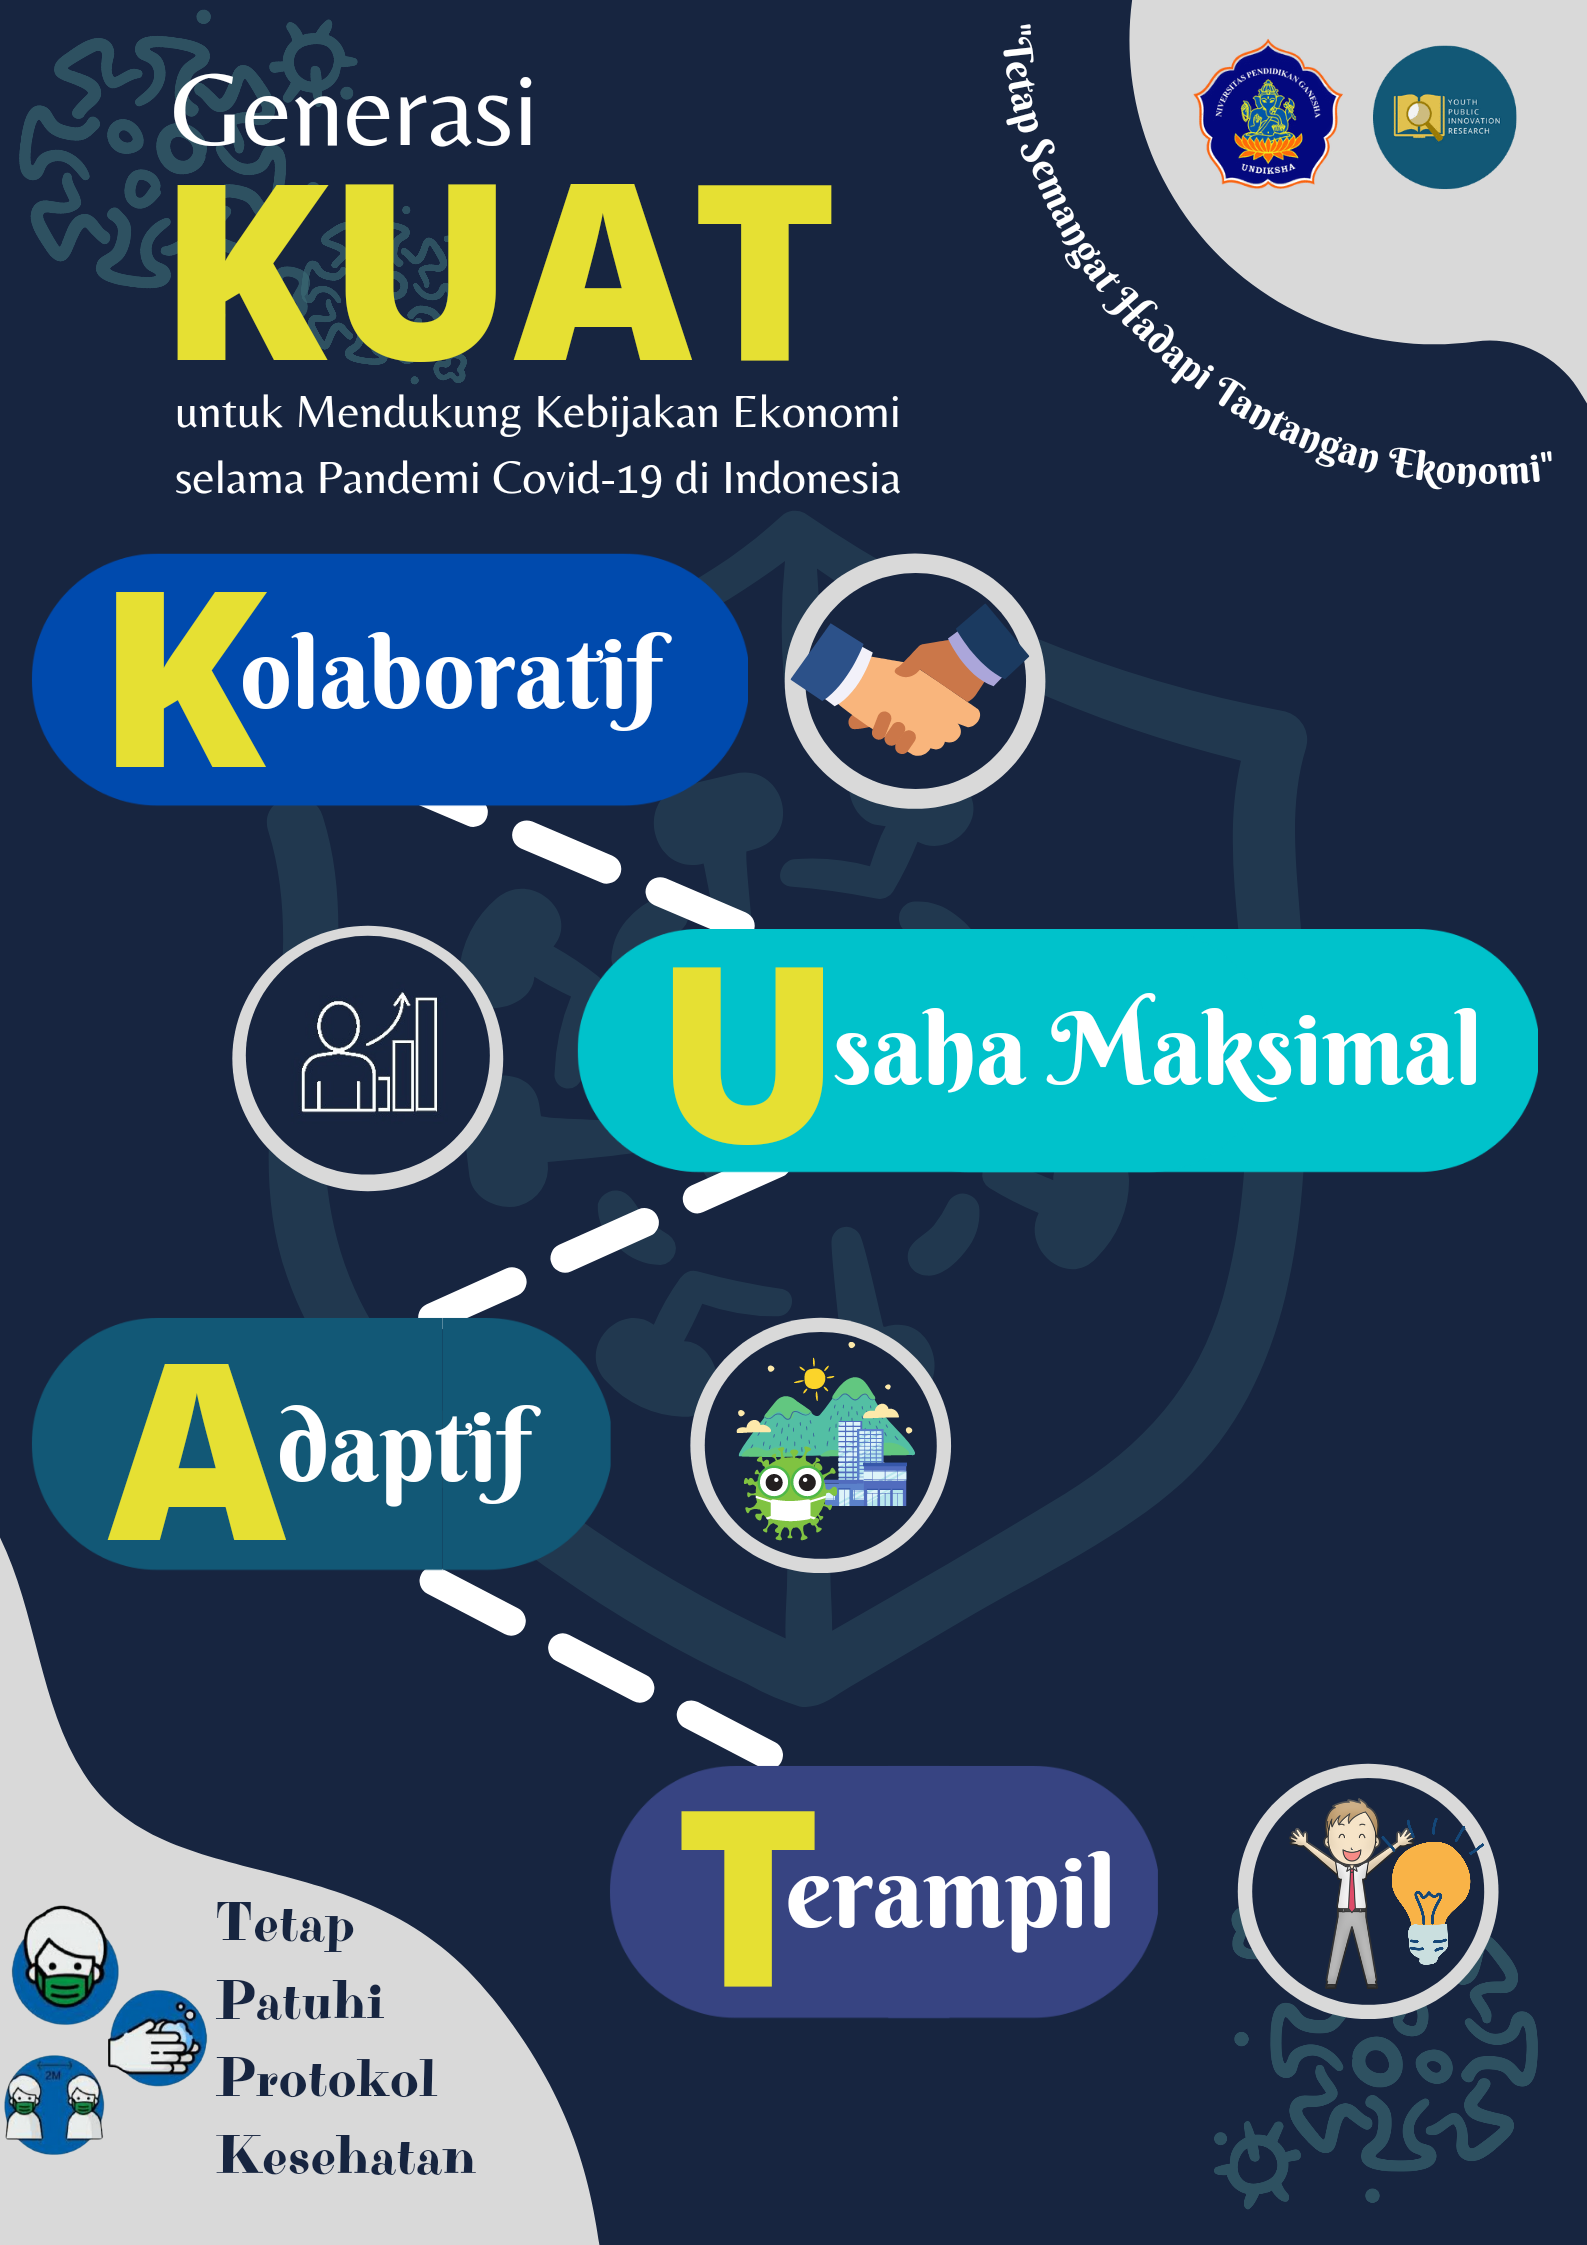 Generasi
KUAT
untuk Mendukung Kebijakan Ekonomi
selama Pandemi Covid-19 di Indonesia
"Tetap Semangat Hadapi Tantangan Ekonomi"
UNIVERSITAS PENDIDIKAN GANESHA
UNDIKSHA
YOUTH
PUBLIC
INNOVATION
RESEARCH
Kolaboratif
Usaha Maksimal
Adaptif
Terampil
Tetap
Patuhi
Protokol
Kesehatan
2M